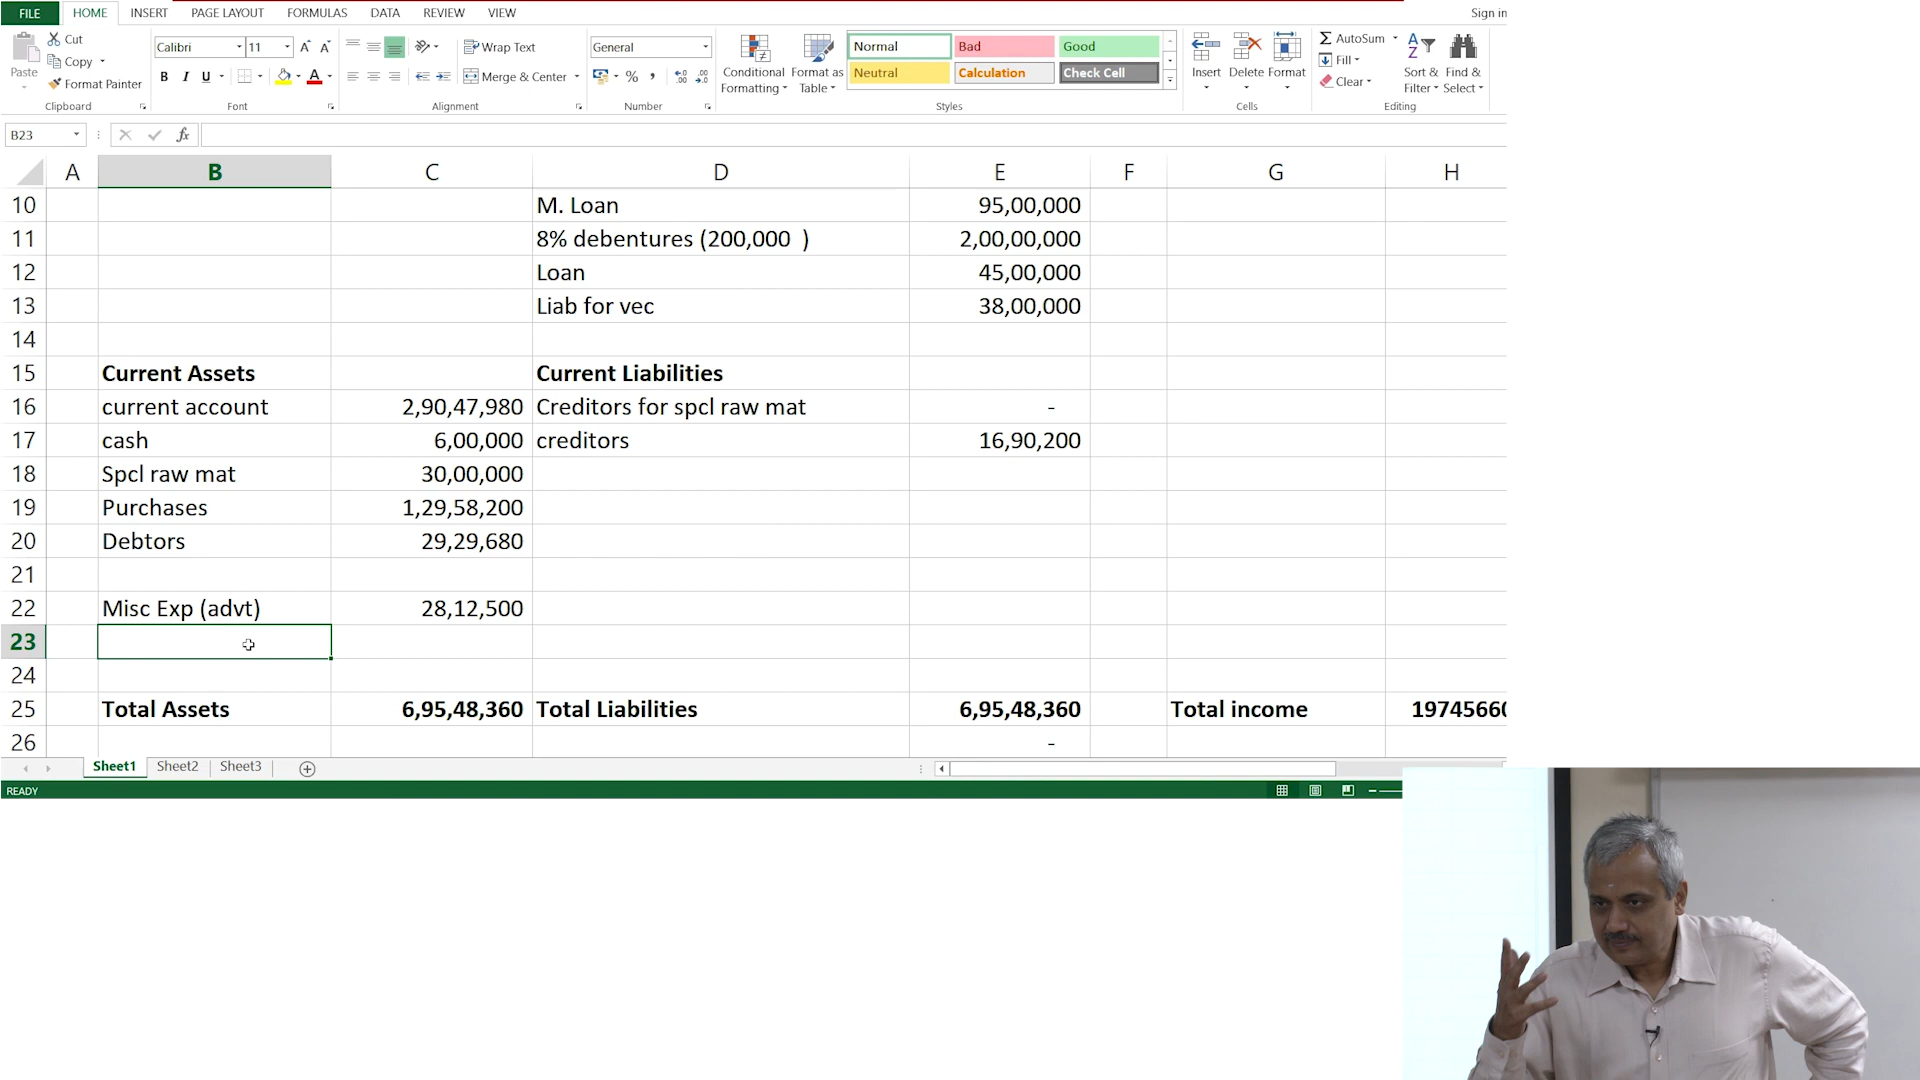 FILE HOME INSERT PAGE LAYOUT FORMULAS DATA REVIEW VIEW Sign in
Paste Cut Copy Format Painter Clipboard
Calibri 11 B I U A Font
Wrap Text Merge & Center Alignment
General % , Number
Conditional Formatting Format as Table Normal Bad Good Neutral Calculation Check Cell Styles
Insert Delete Format Cells
AutoSum Fill Clear Sort & Filter Find & Select Editing
B23 fx
A B C D E F G H
10 M. Loan 95,00,000
11 8% debentures (200,000 ) 2,00,00,000
12 Loan 45,00,000
13 Liab for vec 38,00,000
14
15 Current Assets Current Liabilities
16 current account 2,90,47,980 Creditors for spcl raw mat -
17 cash 6,00,000 creditors 16,90,200
18 Spcl raw mat 30,00,000
19 Purchases 1,29,58,200
20 Debtors 29,29,680
21
22 Misc Exp (advt) 28,12,500
23
24
25 Total Assets 6,95,48,360 Total Liabilities 6,95,48,360 Total income 19745660
26 -
Sheet1 Sheet2 Sheet3
READY